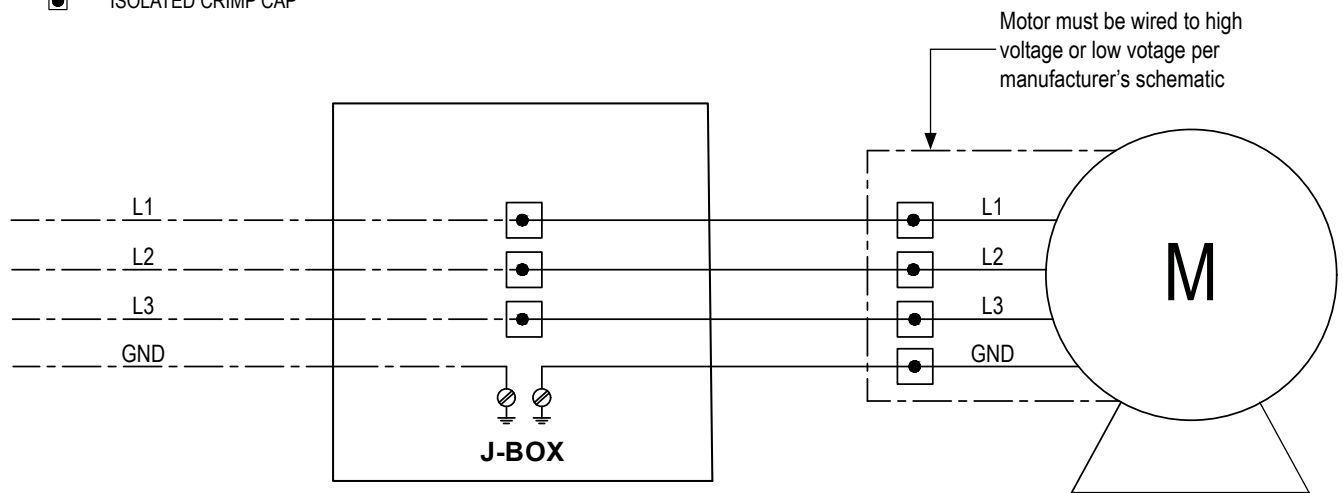 ISOLATED CRIMP CAP
Motor must be wired to high
voltage or low votage per
manufacturer's schematic
L1
L1
L2
L2
L3
L3
GND
GND
M
J-BOX